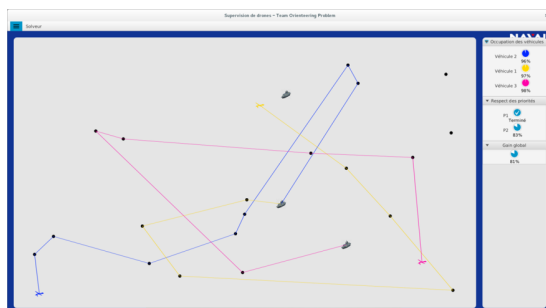 Supervision de drones – Team Orienteering Problem
Solveur
NAVAL
Occupation des véhicules
Véhicule 2
96%
Véhicule 1
97%
Véhicule 3
98%
Respect des priorités
P1
Terminé
P2
83%
Gain global
81%